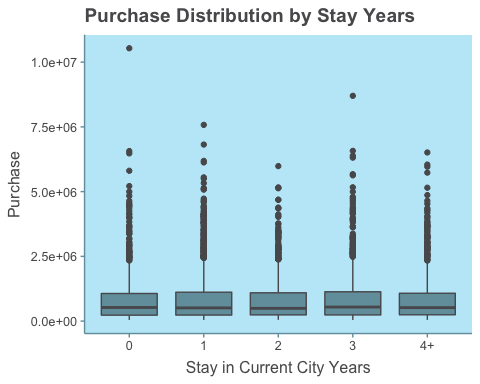 Purchase Distribution by Stay Years
1.0e+07
7.5e+06
5.0e+06
2.5e+06
0.0e+00
Purchase
0 1 2 3 4+
Stay in Current City Years